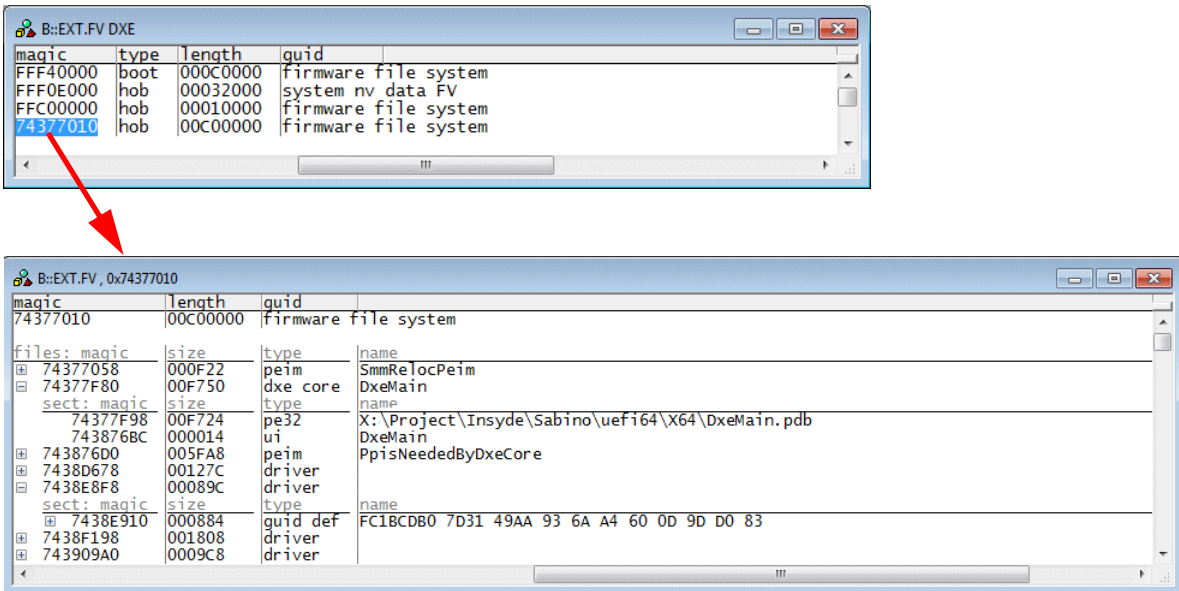 B::EXT.FV DXE
magic type length guid
FFF40000 boot 000C0000 firmware file system
FFF0E000 hob 00032000 system nv data FV
FFC00000 hob 00010000 firmware file system
74377010 hob 00C00000 firmware file system
B::EXT.FV , 0x74377010
magic length guid
74377010 00C00000 firmware file system
files: magic size type name
74377058 000F22 peim SmmRelocPeim
74377F80 00F750 dxe core DxeMain
sect: magic size type name
74377F98 00F724 pe32 X:\Project\Insyde\Sabino\uefi64\X64\DxeMain.pdb
743876BC 000014 ui DxeMain
743876D0 005FA8 peim PpisNeededByDxeCore
7438D678 00127C driver
7438E8F8 00089C driver
sect: magic size type name
7438E910 000884 guid def FC1BCDB0 7D31 49AA 93 6A A4 60 0D 9D D0 83
7438F198 001808 driver
743909A0 0009C8 driver